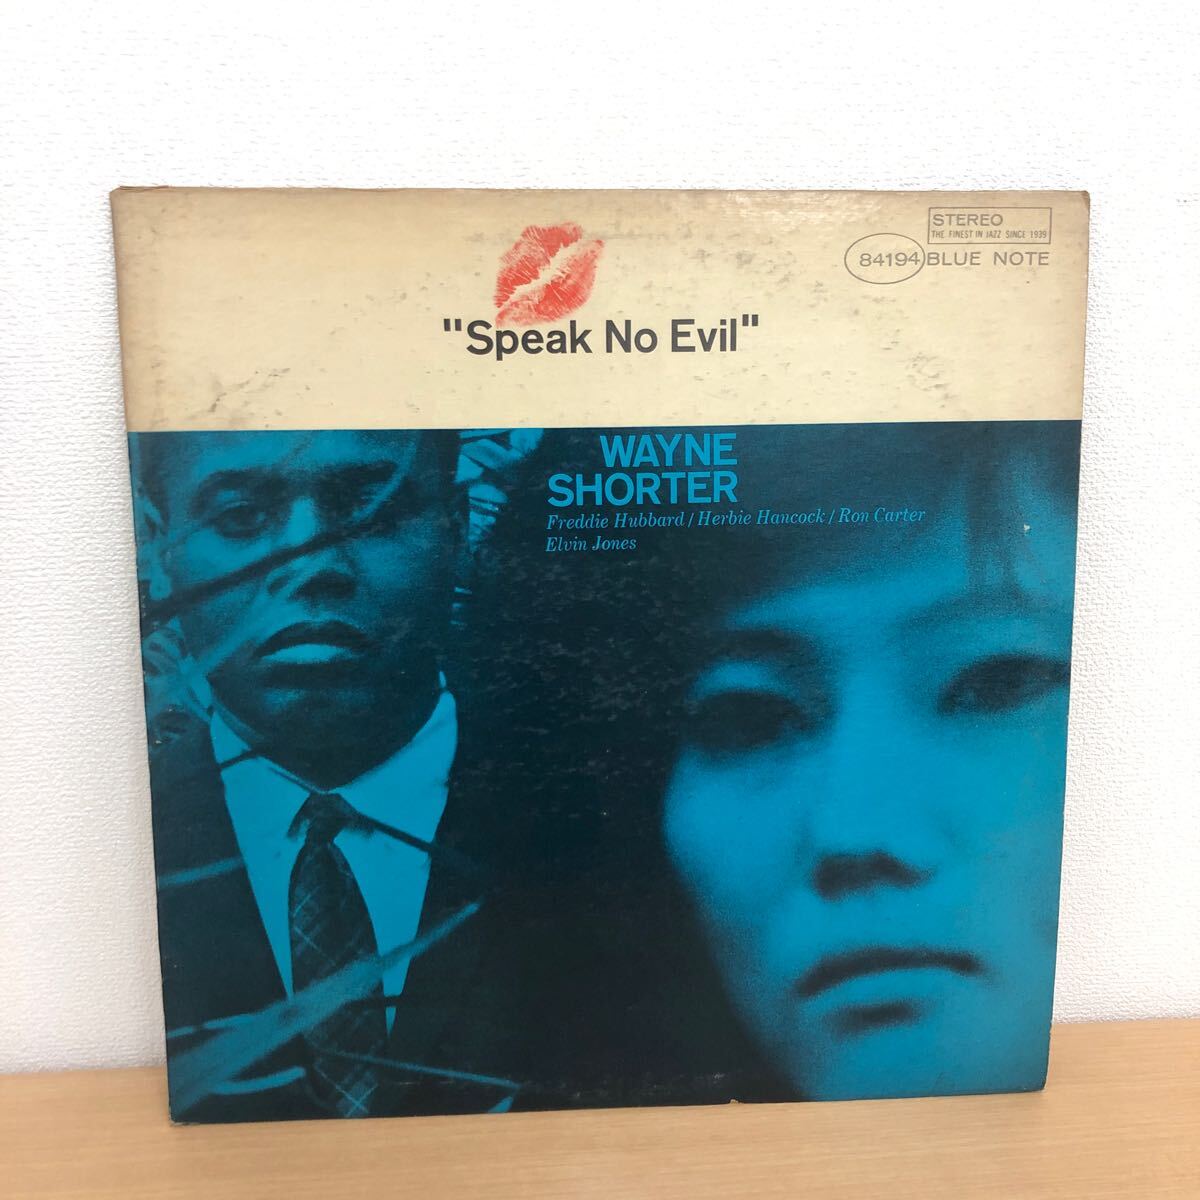 STEREO
THE FINEST IN JAZZ SINCE 1939
84194 BLUE NOTE
"Speak No Evil"
WAYNE
SHORTER
Freddie Hubbard / Herbie Hancock / Ron Carter
Elvin Jones